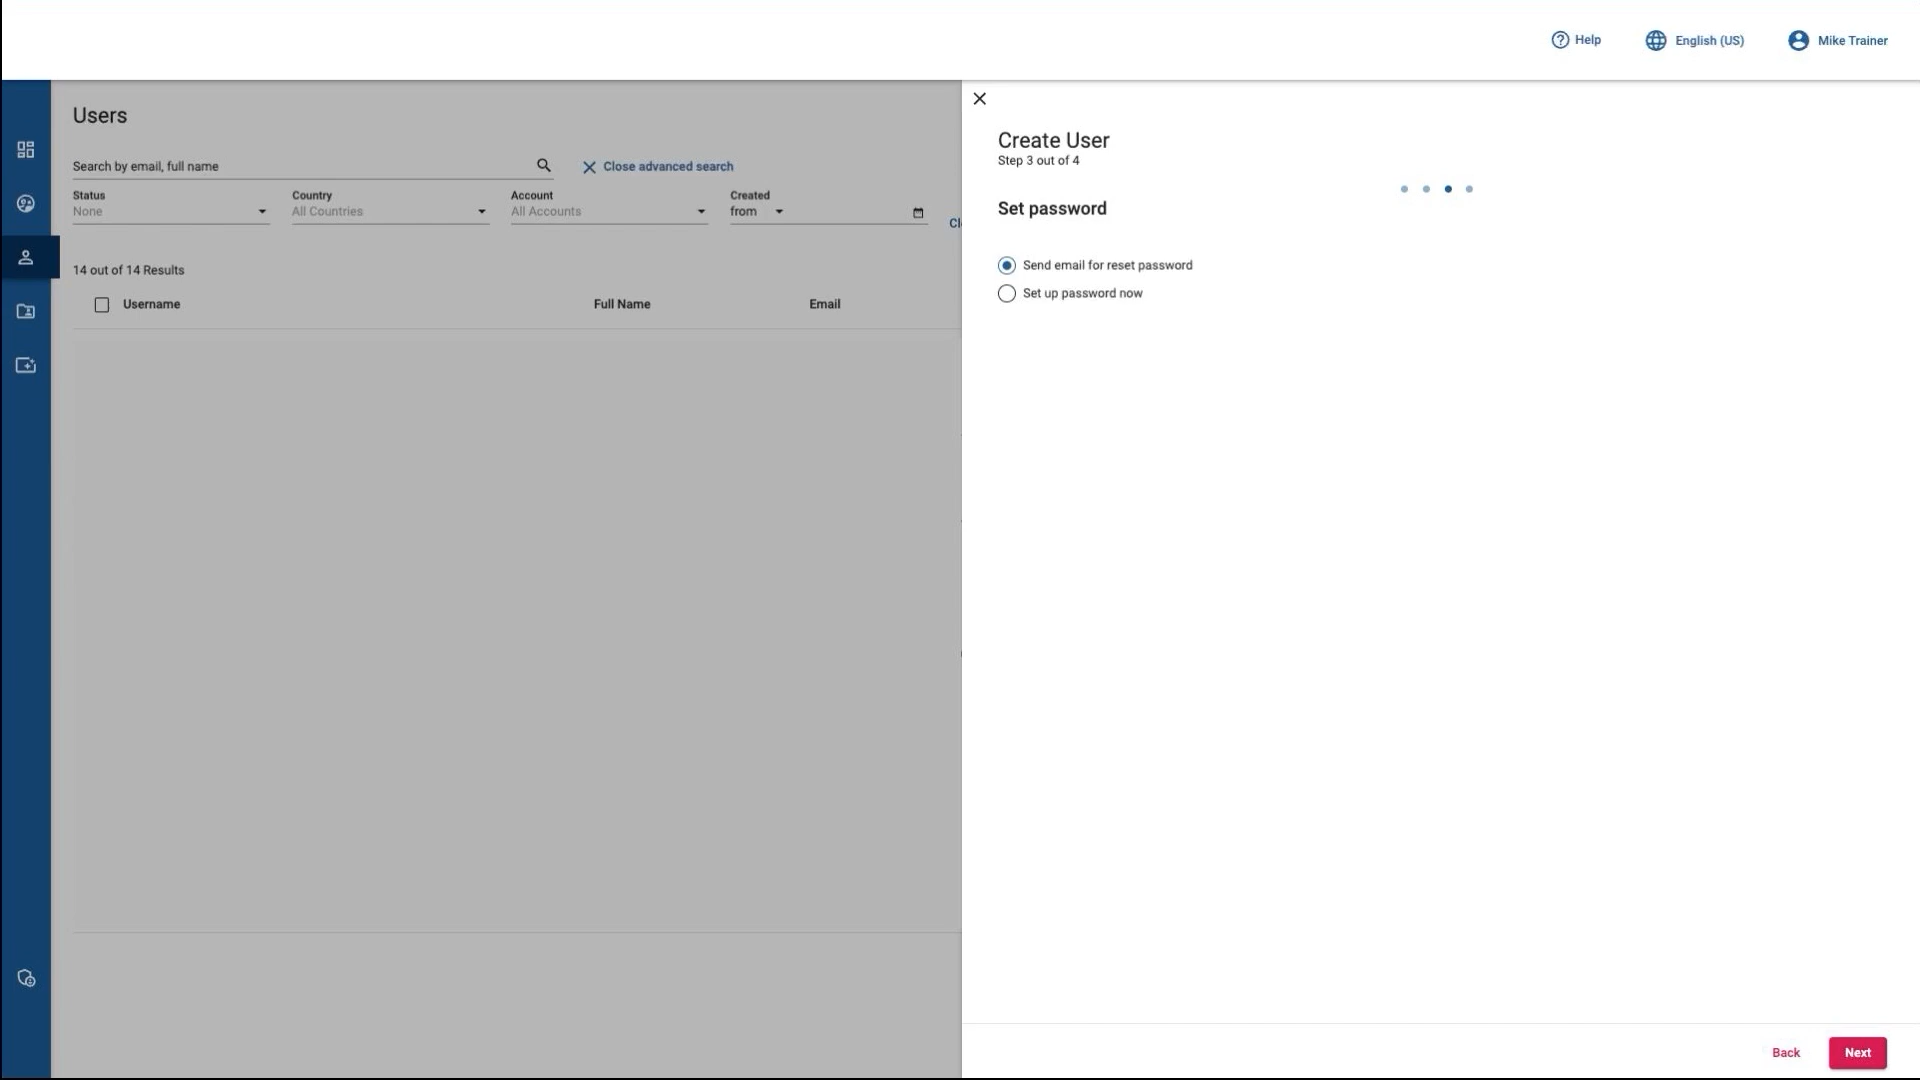 Help
English (US)
Mike Trainer
Users
Search by email, full name
Close advanced search
Status
None
Country
All Countries
Account
All Accounts
Created
from
14 out of 14 Results
Username
Full Name
Email
Create User
Step 3 out of 4
Set password
Send email for reset password
Set up password now
Back
Next